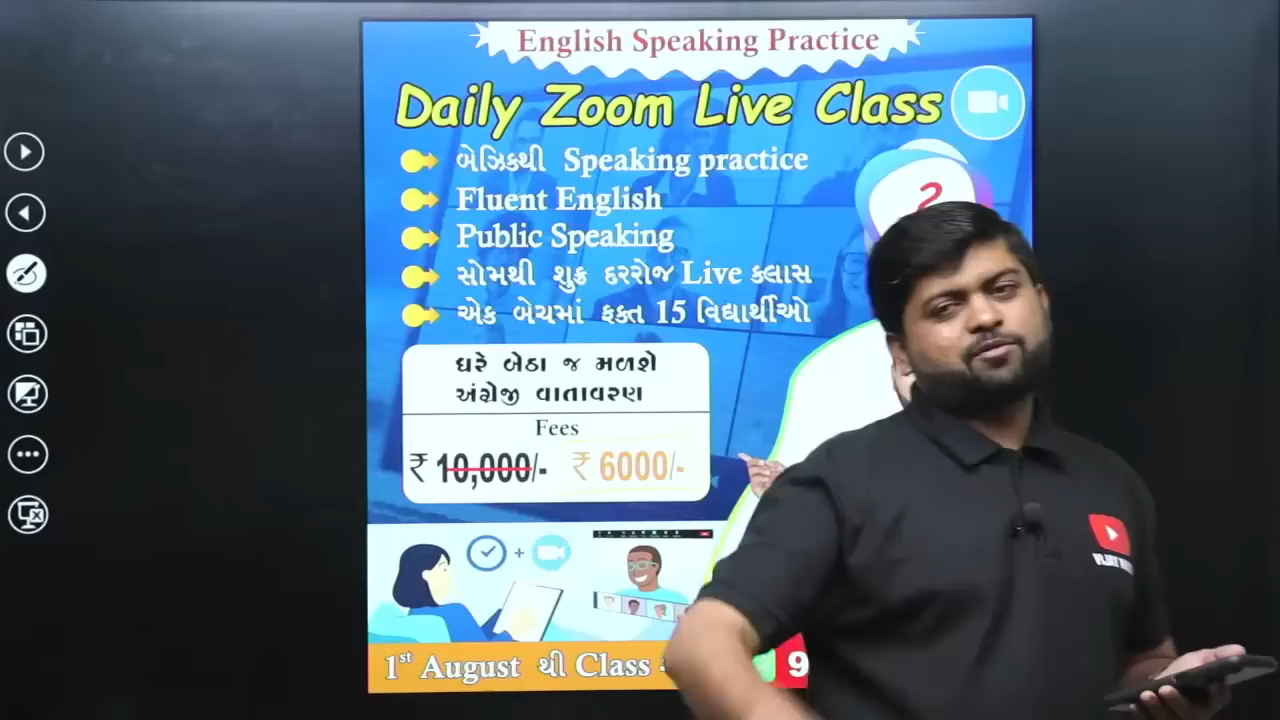 English Speaking Practice
Daily Zoom Live Class
બેઝિકથી Speaking practice
Fluent English
Public Speaking
સોમથી શુક્ર દરરોજ Live ક્લાસ
એક બેચમાં ફક્ત 15 વિદ્યાર્થીઓ
ઘરે બેઠા જ મળશે
અંગ્રેજી વાતાવરણ
Fees
₹ 10,000/- ₹ 6000/-
1st August થી Class
9